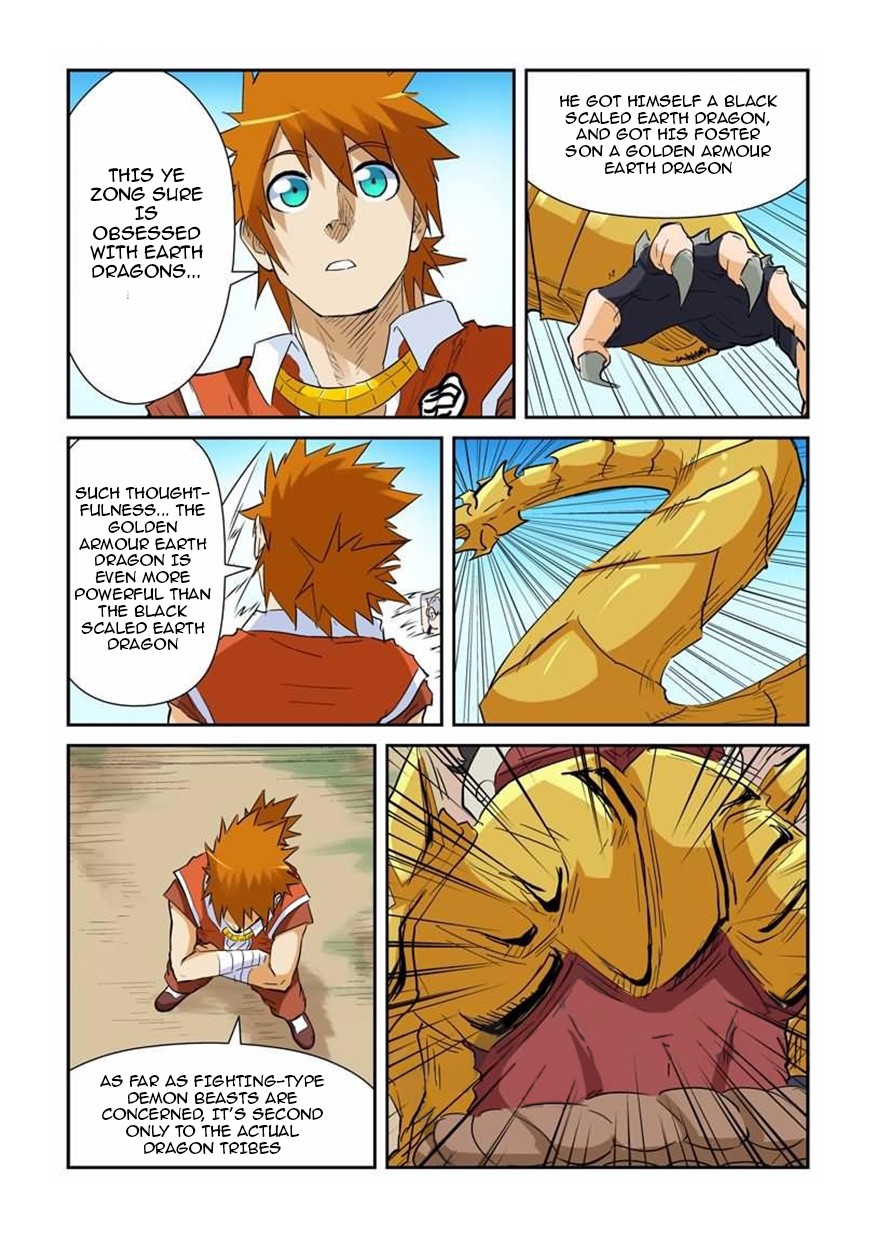 THIS YE
ZONG SURE
IS
OBSESSED
WITH EARTH
DRAGONS...
HE GOT HIMSELF A BLACK
SCALED EARTH DRAGON,
AND GOT HIS FOSTER
SON A GOLDEN ARMOUR
EARTH DRAGON
SUCH THOUGHT-
FULNESS... THE
GOLDEN
ARMOUR EARTH
DRAGON IS
EVEN MORE
POWERFUL THAN
THE BLACK
SCALED EARTH
DRAGON
AS FAR AS FIGHTING-TYPE
DEMON BEASTS ARE
CONCERNED, IT'S SECOND
ONLY TO THE ACTUAL
DRAGON TRIBES